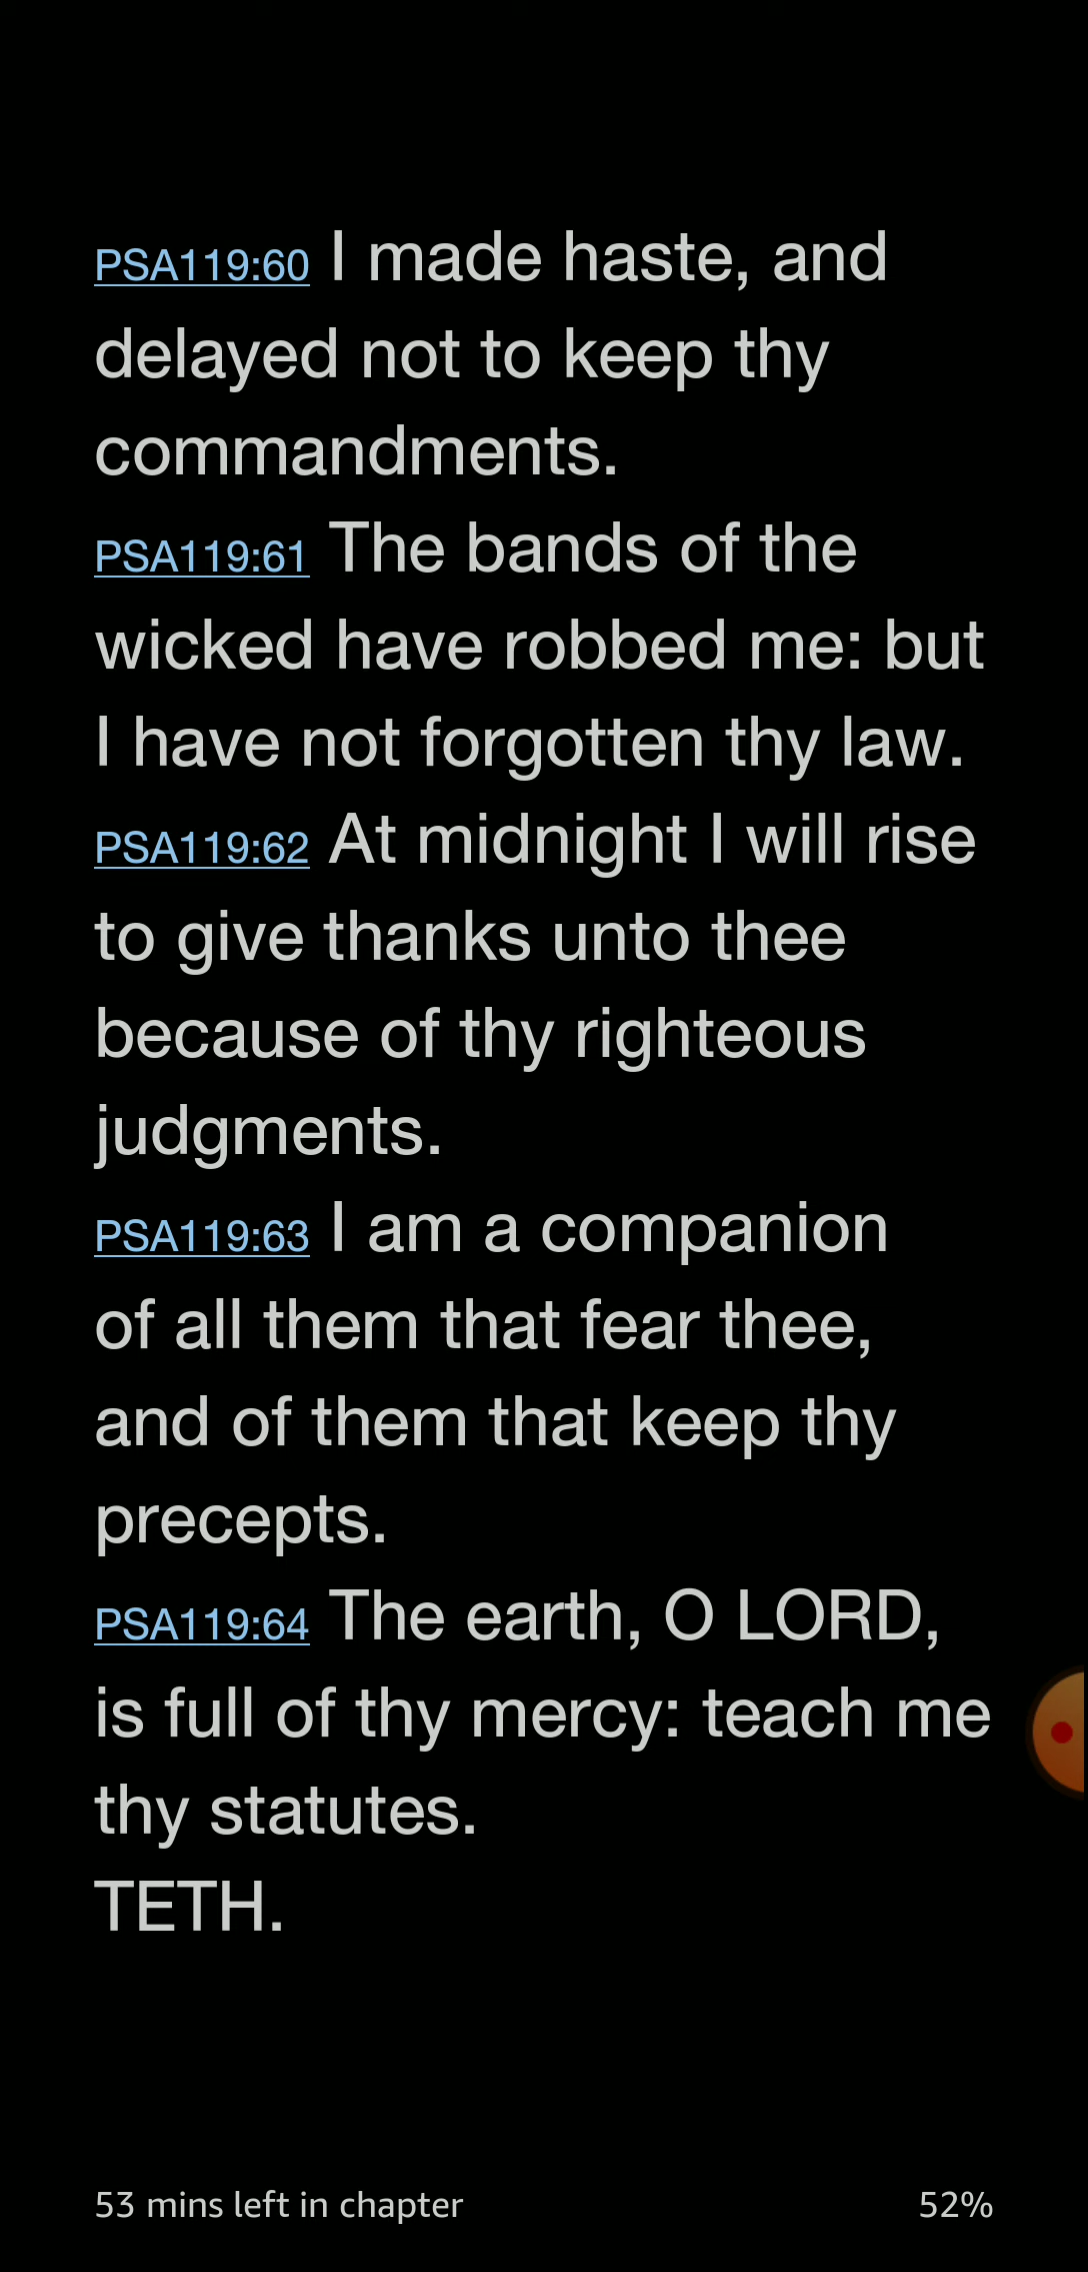 PSA119:60 I made haste, and
delayed not to keep thy
commandments.
PSA119:61 The bands of the
wicked have robbed me: but
I have not forgotten thy law.
PSA119:62 At midnight I will rise
to give thanks unto thee
because of thy righteous
judgments.
PSA119:63 I am a companion
of all them that fear thee,
and of them that keep thy
precepts.
PSA119:64 The earth, O LORD,
is full of thy mercy: teach me
thy statutes.
TETH.
53 mins left in chapter 52%